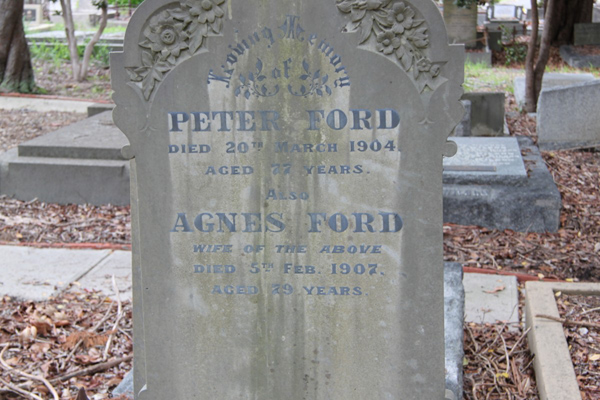 Loving Memory
of
PETER FORD
DIED 20TH MARCH 1904.
AGED 77 YEARS.
ALSO
AGNES FORD
WIFE OF THE ABOVE
DIED 5TH FEB. 1907.
AGED 79 YEARS.